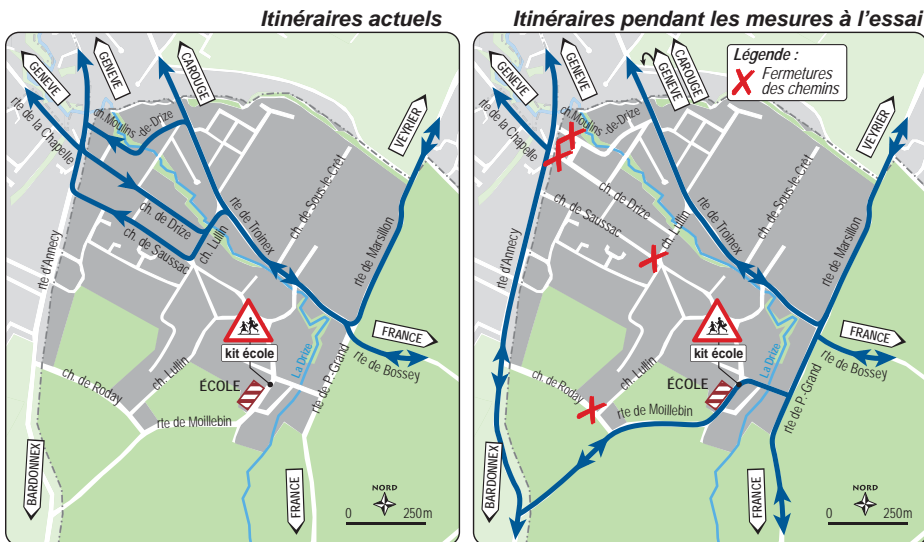 Itinéraires actuels
GENEVE
GENEVE
CAROUGE
VEYRIER
rte de la Chapelle
ch.Moulins-de-Drize
ch. de Sous-le-Crêt
rte de Troinex
ch. de Drize
ch. de Saussac
ch. Lullin
rte d'Annecy
rte de Marsillon
FRANCE
rte de Bossey
kit école
La Drize
ÉCOLE
ch. Lullin
ch. de Roday
rte de P.-Grand
rte de Moillebin
BARDONNEX
FRANCE
NORD
0 250m
Itinéraires pendant les mesures à l'essai
Légende :
Fermetures
des chemins
GENEVE
GENEVE
CAROUGE
VEYRIER
rte de la Chapelle
ch.Moulins-de-Drize
ch. de Sous-le-Crêt
rte de Troinex
ch. de Drize
ch. de Saussac
ch. Lullin
rte d'Annecy
rte de Marsillon
FRANCE
rte de Bossey
kit école
La Drize
ÉCOLE
ch. Lullin
ch. de Roday
rte de P.-Grand
rte de Moillebin
BARDONNEX
FRANCE
NORD
0 250m